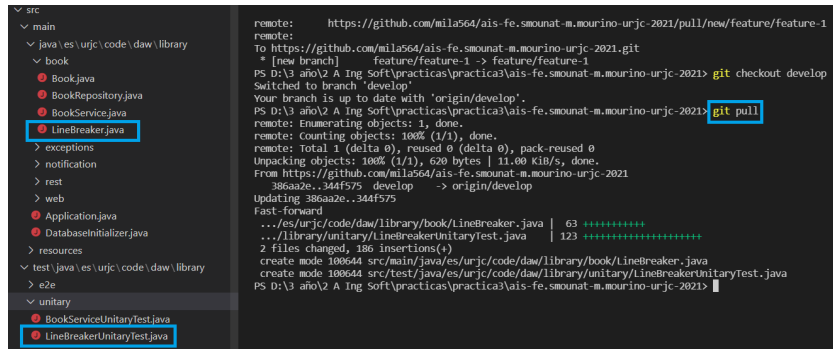 src
main
java\es\urjc\code\daw\library
book
Book.java
BookRepository.java
BookService.java
LineBreaker.java
exceptions
notification
rest
web
Application.java
DatabaseInitializer.java
resources
test\java\es\urjc\code\daw\library
e2e
unitary
BookServiceUnitaryTest.java
LineBreakerUnitaryTest.java
remote:      https://github.com/mila564/ais-fe.smounat-m.mourino-urjc-2021/pull/new/feature/feature-1
remote:
To https://github.com/mila564/ais-fe.smounat-m.mourino-urjc-2021.git
 * [new branch]      feature/feature-1 -> feature/feature-1
PS D:\3 año\2 A Ing Soft\practicas\practica3\ais-fe.smounat-m.mourino-urjc-2021> git checkout develop
Switched to branch 'develop'
Your branch is up to date with 'origin/develop'.
PS D:\3 año\2 A Ing Soft\practicas\practica3\ais-fe.smounat-m.mourino-urjc-2021> git pull
remote: Enumerating objects: 1, done.
remote: Counting objects: 100% (1/1), done.
remote: Total 1 (delta 0), reused 0 (delta 0), pack-reused 0
Unpacking objects: 100% (1/1), 620 bytes | 11.00 KiB/s, done.
From https://github.com/mila564/ais-fe.smounat-m.mourino-urjc-2021
   386aa2e..344f575  develop    -> origin/develop
Updating 386aa2e..344f575
Fast-forward
 .../es/urjc/code/daw/library/book/LineBreaker.java |  63 +++++++++++
 .../library/unitary/LineBreakerUnitaryTest.java    | 123 +++++++++++++++++++++
 2 files changed, 186 insertions(+)
 create mode 100644 src/main/java/es/urjc/code/daw/library/book/LineBreaker.java
 create mode 100644 src/test/java/es/urjc/code/daw/library/unitary/LineBreakerUnitaryTest.java
PS D:\3 año\2 A Ing Soft\practicas\practica3\ais-fe.smounat-m.mourino-urjc-2021>